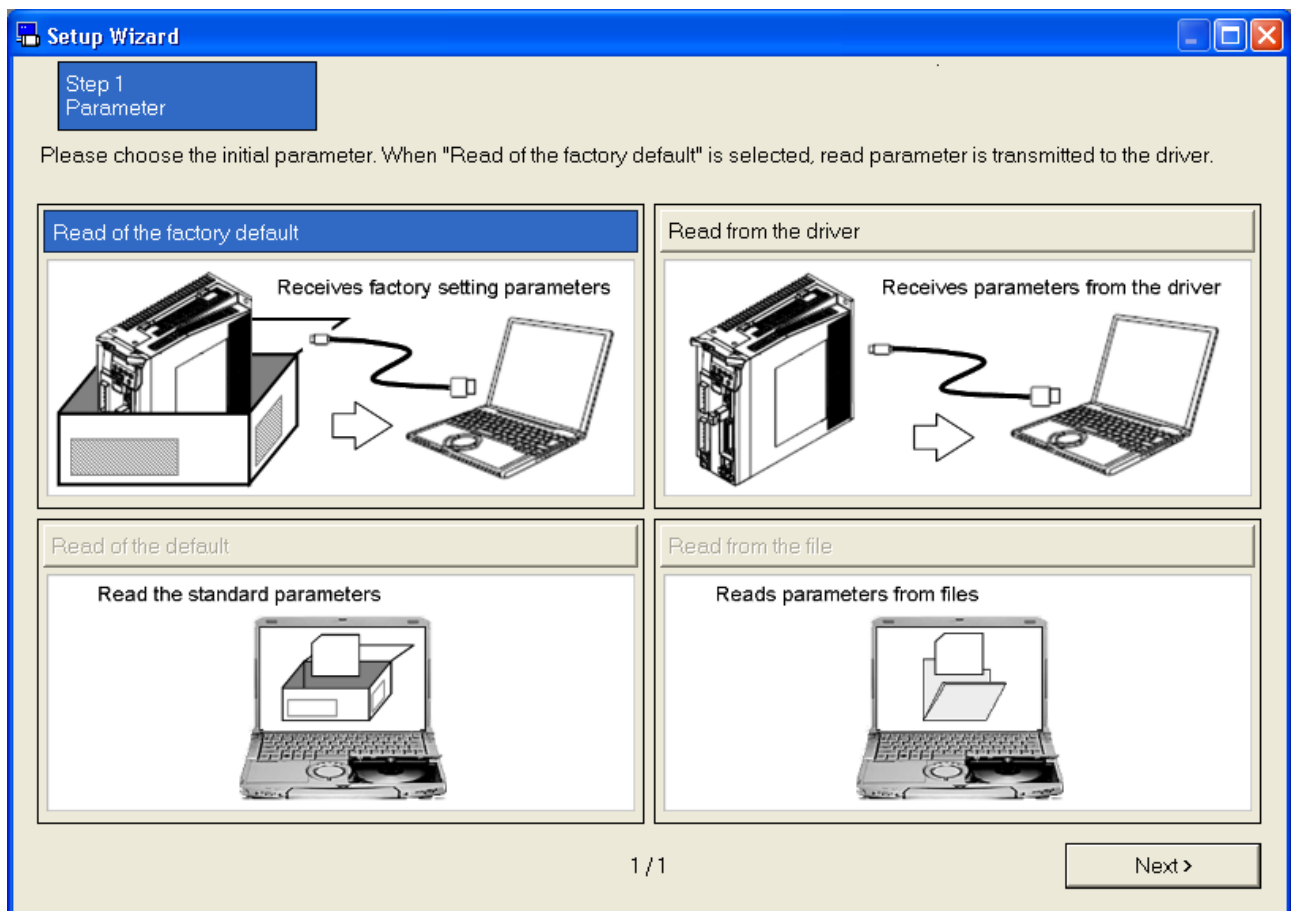 Setup Wizard
Step 1
Parameter
Please choose the initial parameter. When "Read of the factory default" is selected, read parameter is transmitted to the driver.
Read of the factory default
Receives factory setting parameters
Read from the driver
Receives parameters from the driver
Read of the default
Read the standard parameters
Read from the file
Reads parameters from files
1 / 1
Next >